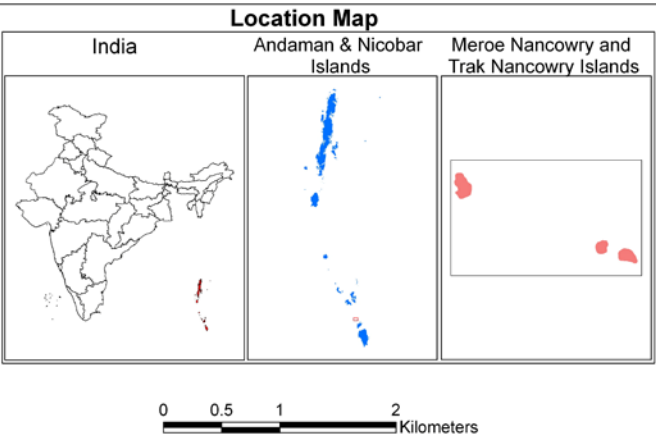 Location Map
India
Andaman & Nicobar
Islands
Meroe Nancowry and
Trak Nancowry Islands
0 0.5 1 2
Kilometers